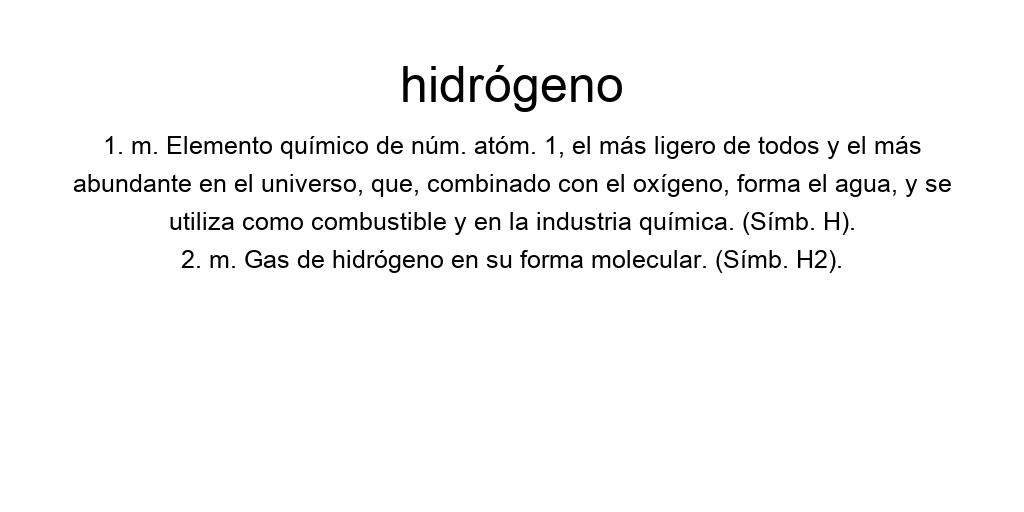 hidrógeno
1. m. Elemento químico de núm. atóm. 1, el más ligero de todos y el más
abundante en el universo, que, combinado con el oxígeno, forma el agua, y se
utiliza como combustible y en la industria química. (Símb. H).
2. m. Gas de hidrógeno en su forma molecular. (Símb. H2).